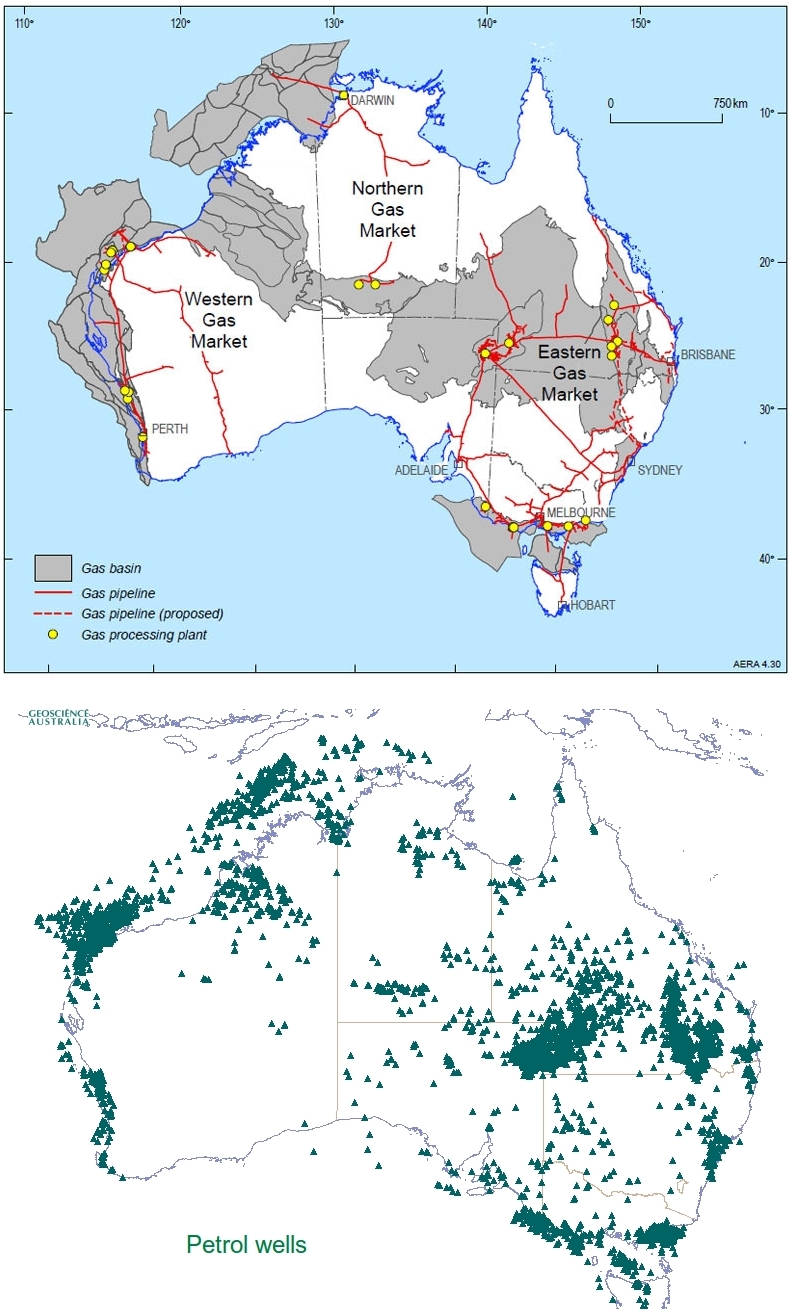 110°
120°
130°
140°
150°
DARWIN
0
750 km
10°
Northern
Gas
Market
20°
Western
Gas
Market
Eastern
Gas
Market
BRISBANE
PERTH
30°
ADELAIDE
SYDNEY
MELBOURNE
Gas basin
40°
Gas pipeline
Gas pipeline (proposed)
HOBART
Gas processing plant
AERA 4.30
GEOSCIENCE
AUSTRALIA
Petrol wells